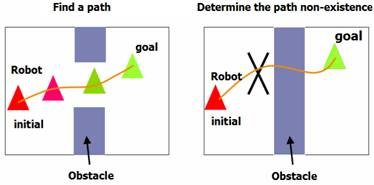 Find a path
Determine the path non-existence
goal
Robot
initial
Obstacle
goal
Robot
initial
Obstacle